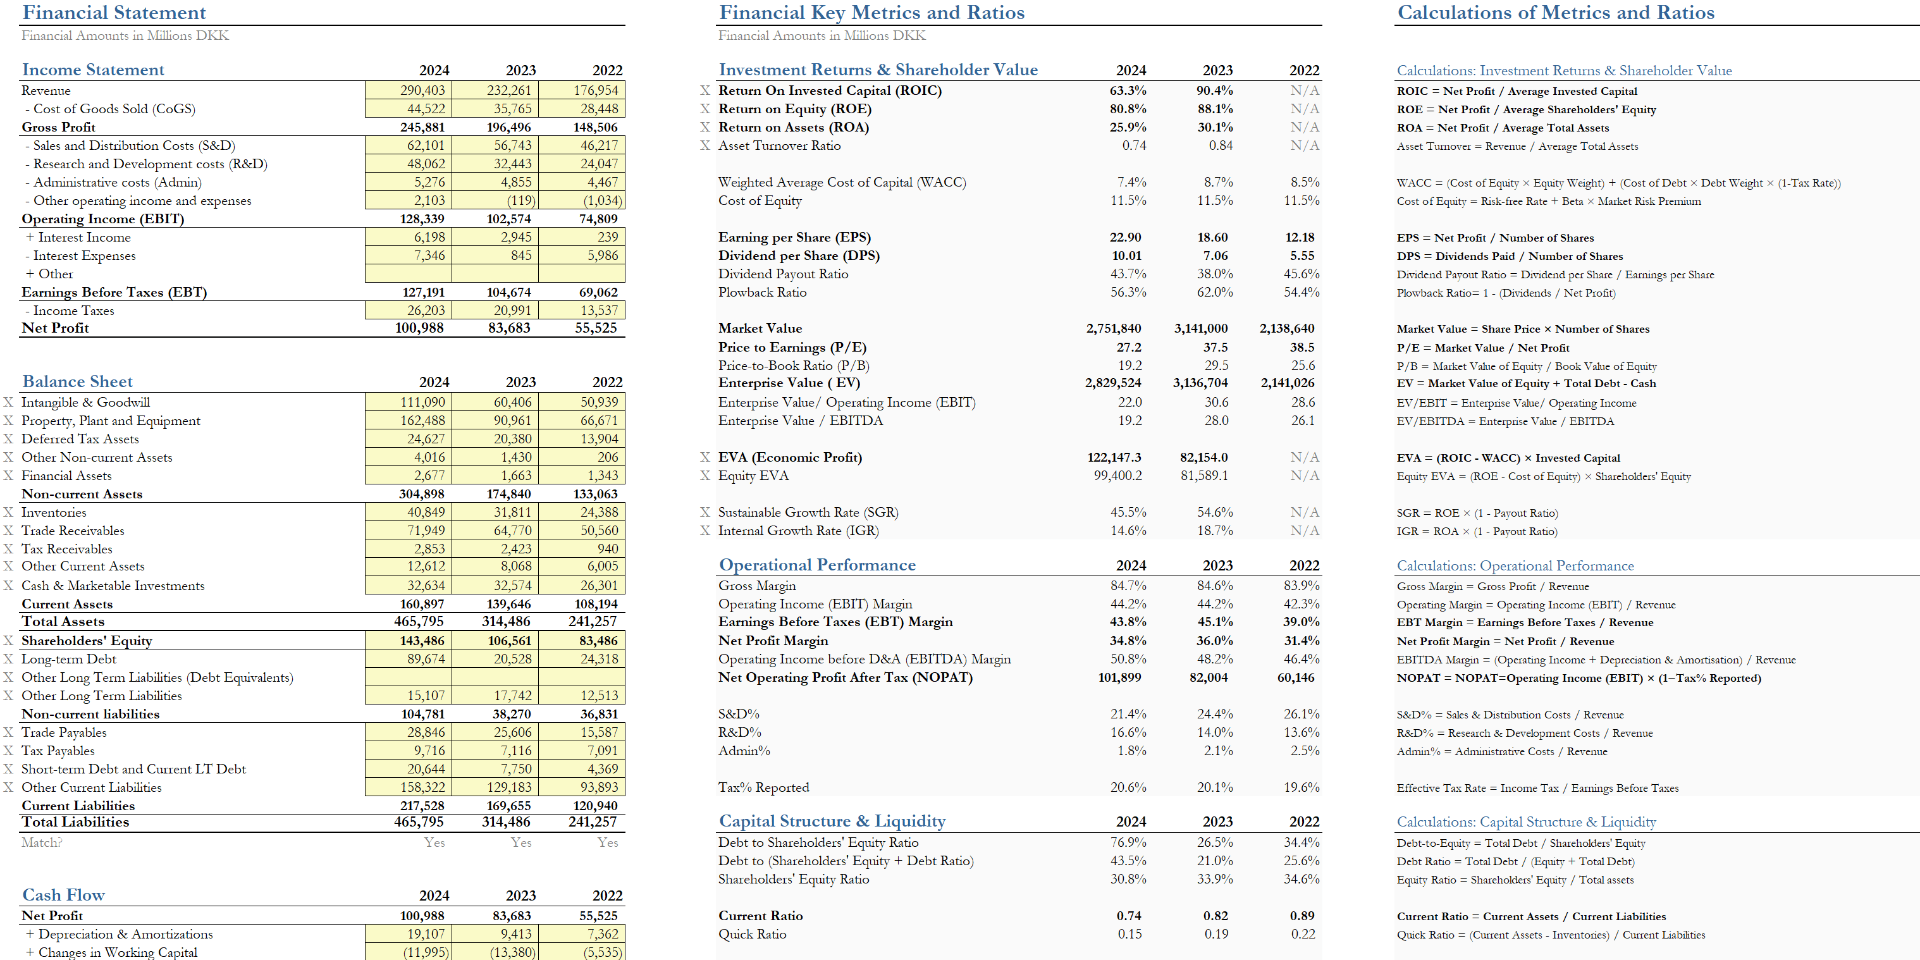 Financial Statement
Financial Amounts in Millions DKK
Income Statement 2024 2023 2022
Revenue 290,403 232,261 176,954
- Cost of Goods Sold (CoGS) 44,522 35,765 28,448
Gross Profit 245,881 196,496 148,506
- Sales and Distribution Costs (S&D) 62,101 56,743 46,217
- Research and Development costs (R&D) 48,062 32,443 24,047
- Administrative costs (Admin) 5,276 4,855 4,467
- Other operating income and expenses 2,103 (119) (1,034)
Operating Income (EBIT) 128,339 102,574 74,809
+ Interest Income 6,198 2,945 239
- Interest Expenses 7,346 845 5,986
+ Other
Earnings Before Taxes (EBT) 127,191 104,674 69,062
- Income Taxes 26,203 20,991 13,537
Net Profit 100,988 83,683 55,525
Balance Sheet 2024 2023 2022
X Intangible & Goodwill 111,090 60,406 50,939
X Property, Plant and Equipment 162,488 90,961 66,671
X Deferred Tax Assets 24,627 20,380 13,904
X Other Non-current Assets 4,016 1,430 206
X Financial Assets 2,677 1,663 1,343
Non-current Assets 304,898 174,840 133,063
X Inventories 40,849 31,811 24,388
X Trade Receivables 71,949 64,770 50,560
X Tax Receivables 2,853 2,423 940
X Other Current Assets 12,612 8,068 6,005
X Cash & Marketable Investments 32,634 32,574 26,301
Current Assets 160,897 139,646 108,194
Total Assets 465,795 314,486 241,257
X Shareholders' Equity 143,486 106,561 83,486
X Long-term Debt 89,674 20,528 24,318
X Other Long Term Liabilities (Debt Equivalents)
X Other Long Term Liabilities 15,107 17,742 12,513
Non-current liabilities 104,781 38,270 36,831
X Trade Payables 28,846 25,606 15,587
X Tax Payables 9,716 7,116 7,091
X Short-term Debt and Current LT Debt 20,644 7,750 4,369
X Other Current Liabilities 158,322 129,183 93,893
Current Liabilities 217,528 169,655 120,940
Total Liabilities 465,795 314,486 241,257
Match? Yes Yes Yes
Cash Flow 2024 2023 2022
Net Profit 100,988 83,683 55,525
+ Depreciation & Amortizations 19,107 9,413 7,362
+ Changes in Working Capital (11,995) (13,380) (5,535)
Financial Key Metrics and Ratios
Financial Amounts in Millions DKK
Investment Returns & Shareholder Value 2024 2023 2022
X Return On Invested Capital (ROIC) 63.3% 90.4% N/A
X Return on Equity (ROE) 80.8% 88.1% N/A
X Return on Assets (ROA) 25.9% 30.1% N/A
X Asset Turnover Ratio 0.74 0.84 N/A
Weighted Average Cost of Capital (WACC) 7.4% 8.7% 8.5%
Cost of Equity 11.5% 11.5% 11.5%
Earning per Share (EPS) 22.90 18.60 12.18
Dividend per Share (DPS) 10.01 7.06 5.55
Dividend Payout Ratio 43.7% 38.0% 45.6%
Plowback Ratio 56.3% 62.0% 54.4%
Market Value 2,751,840 3,141,000 2,138,640
Price to Earnings (P/E) 27.2 37.5 38.5
Price-to-Book Ratio (P/B) 19.2 29.5 25.6
Enterprise Value ( EV) 2,829,524 3,136,704 2,141,026
Enterprise Value/ Operating Income (EBIT) 22.0 30.6 28.6
Enterprise Value / EBITDA 19.2 28.0 26.1
X EVA (Economic Profit) 122,147.3 82,154.0 N/A
X Equity EVA 99,400.2 81,589.1 N/A
X Sustainable Growth Rate (SGR) 45.5% 54.6% N/A
X Internal Growth Rate (IGR) 14.6% 18.7% N/A
Operational Performance 2024 2023 2022
Gross Margin 84.7% 84.6% 83.9%
Operating Income (EBIT) Margin 44.2% 44.2% 42.3%
Earnings Before Taxes (EBT) Margin 43.8% 45.1% 39.0%
Net Profit Margin 34.8% 36.0% 31.4%
Operating Income before D&A (EBITDA) Margin 50.8% 48.2% 46.4%
Net Operating Profit After Tax (NOPAT) 101,899 82,004 60,146
S&D% 21.4% 24.4% 26.1%
R&D% 16.6% 14.0% 13.6%
Admin% 1.8% 2.1% 2.5%
Tax% Reported 20.6% 20.1% 19.6%
Capital Structure & Liquidity 2024 2023 2022
Debt to Shareholders' Equity Ratio 76.9% 26.5% 34.4%
Debt to (Shareholders' Equity + Debt Ratio) 43.5% 21.0% 25.6%
Shareholders' Equity Ratio 30.8% 33.9% 34.6%
Current Ratio 0.74 0.82 0.89
Quick Ratio 0.15 0.19 0.22
Calculations of Metrics and Ratios
Calculations: Investment Returns & Shareholder Value
ROIC = Net Profit / Average Invested Capital
ROE = Net Profit / Average Shareholders' Equity
ROA = Net Profit / Average Total Assets
Asset Turnover = Revenue / Average Total Assets
WACC = (Cost of Equity × Equity Weight) + (Cost of Debt × Debt Weight × (1-Tax Rate))
Cost of Equity = Risk-free Rate + Beta × Market Risk Premium
EPS = Net Profit / Number of Shares
DPS = Dividends Paid / Number of Shares
Dividend Payout Ratio = Dividend per Share / Earnings per Share
Plowback Ratio= 1 - (Dividends / Net Profit)
Market Value = Share Price × Number of Shares
P/E = Market Value / Net Profit
P/B = Market Value of Equity / Book Value of Equity
EV = Market Value of Equity + Total Debt - Cash
EV/EBIT = Enterprise Value/ Operating Income
EV/EBITDA = Enterprise Value / EBITDA
EVA = (ROIC - WACC) × Invested Capital
Equity EVA = (ROE - Cost of Equity) × Shareholders' Equity
SGR = ROE × (1 - Payout Ratio)
IGR = ROA × (1 - Payout Ratio)
Calculations: Operational Performance
Gross Margin = Gross Profit / Revenue
Operating Margin = Operating Income (EBIT) / Revenue
EBT Margin = Earnings Before Taxes / Revenue
Net Profit Margin = Net Profit / Revenue
EBITDA Margin = (Operating Income + Depreciation & Amortisation) / Revenue
NOPAT = NOPAT=Operating Income (EBIT) × (1−Tax% Reported)
S&D% = Sales & Distribution Costs / Revenue
R&D% = Research & Development Costs / Revenue
Admin% = Administrative Costs / Revenue
Effective Tax Rate = Income Tax / Earnings Before Taxes
Calculations: Capital Structure & Liquidity
Debt-to-Equity = Total Debt / Shareholders' Equity
Debt Ratio = Total Debt / (Equity + Total Debt)
Equity Ratio = Shareholders' Equity / Total assets
Current Ratio = Current Assets / Current Liabilities
Quick Ratio = (Current Assets - Inventories) / Current Liabilities